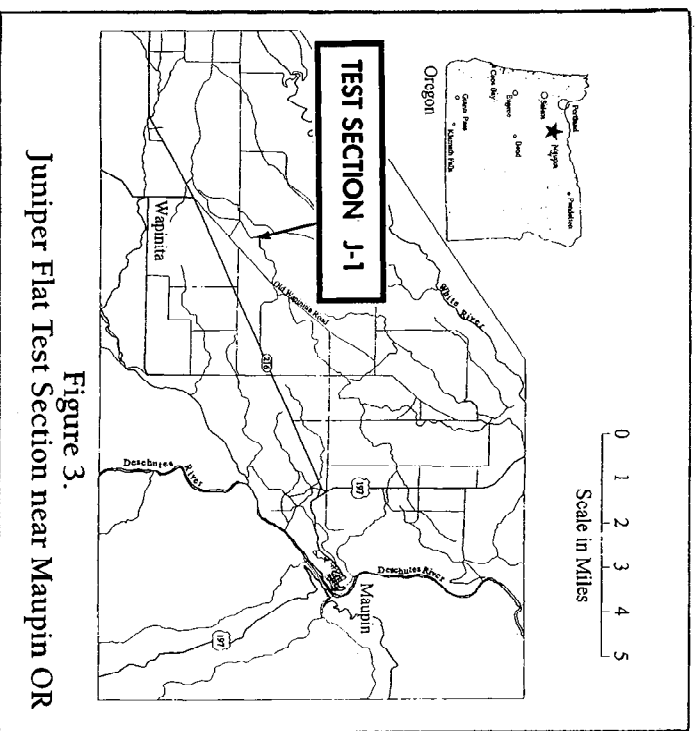 Oregon
Portland
Salem
Maupin
Pendleton
Eugene
Bend
Coos Bay
Grants Pass
Klamath Falls
TEST SECTION J-1
0 1 2 3 4 5
Scale in Miles
White River
Old Wapinitia Road
Wapinita
216
197
Deschutes River
Maupin
Deschutes River
197
Figure 3.
Juniper Flat Test Section near Maupin OR